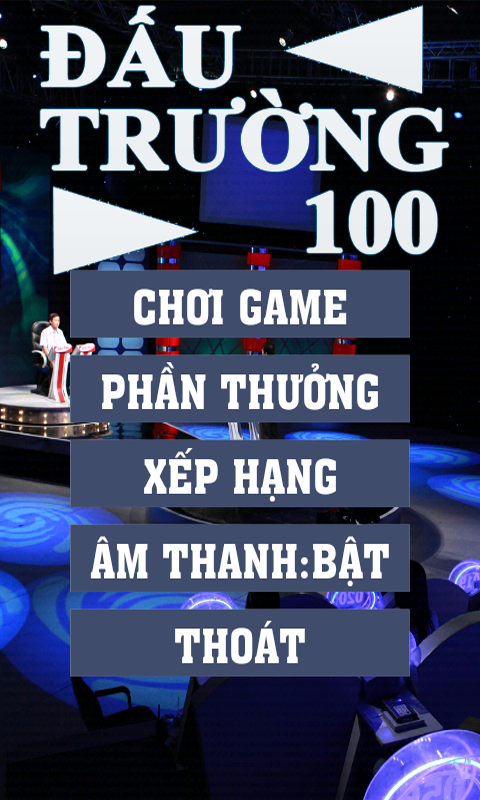 ĐẤU
TRƯỜNG
100
CHƠI GAME
PHẦN THƯỞNG
XẾP HẠNG
ÂM THANH:BẬT
THOÁT